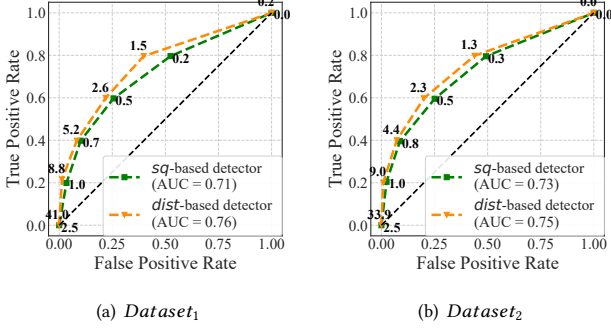 0.2
0.0
1.0
1.5
0.2
0.8
2.6
0.5
0.6
5.2
0.7
0.4
8.8
1.0
0.2
41.0
2.5
0.0
True Positive Rate
sq-based detector
(AUC = 0.71)
dist-based detector
(AUC = 0.76)
0.00 0.25 0.50 0.75 1.00
False Positive Rate
(a) Dataset1
0.0
0.0
1.0
1.3
0.3
0.8
2.3
0.5
0.6
4.4
0.8
0.4
9.0
1.0
0.2
33.9
2.5
0.0
True Positive Rate
sq-based detector
(AUC = 0.73)
dist-based detector
(AUC = 0.75)
0.00 0.25 0.50 0.75 1.00
False Positive Rate
(b) Dataset2